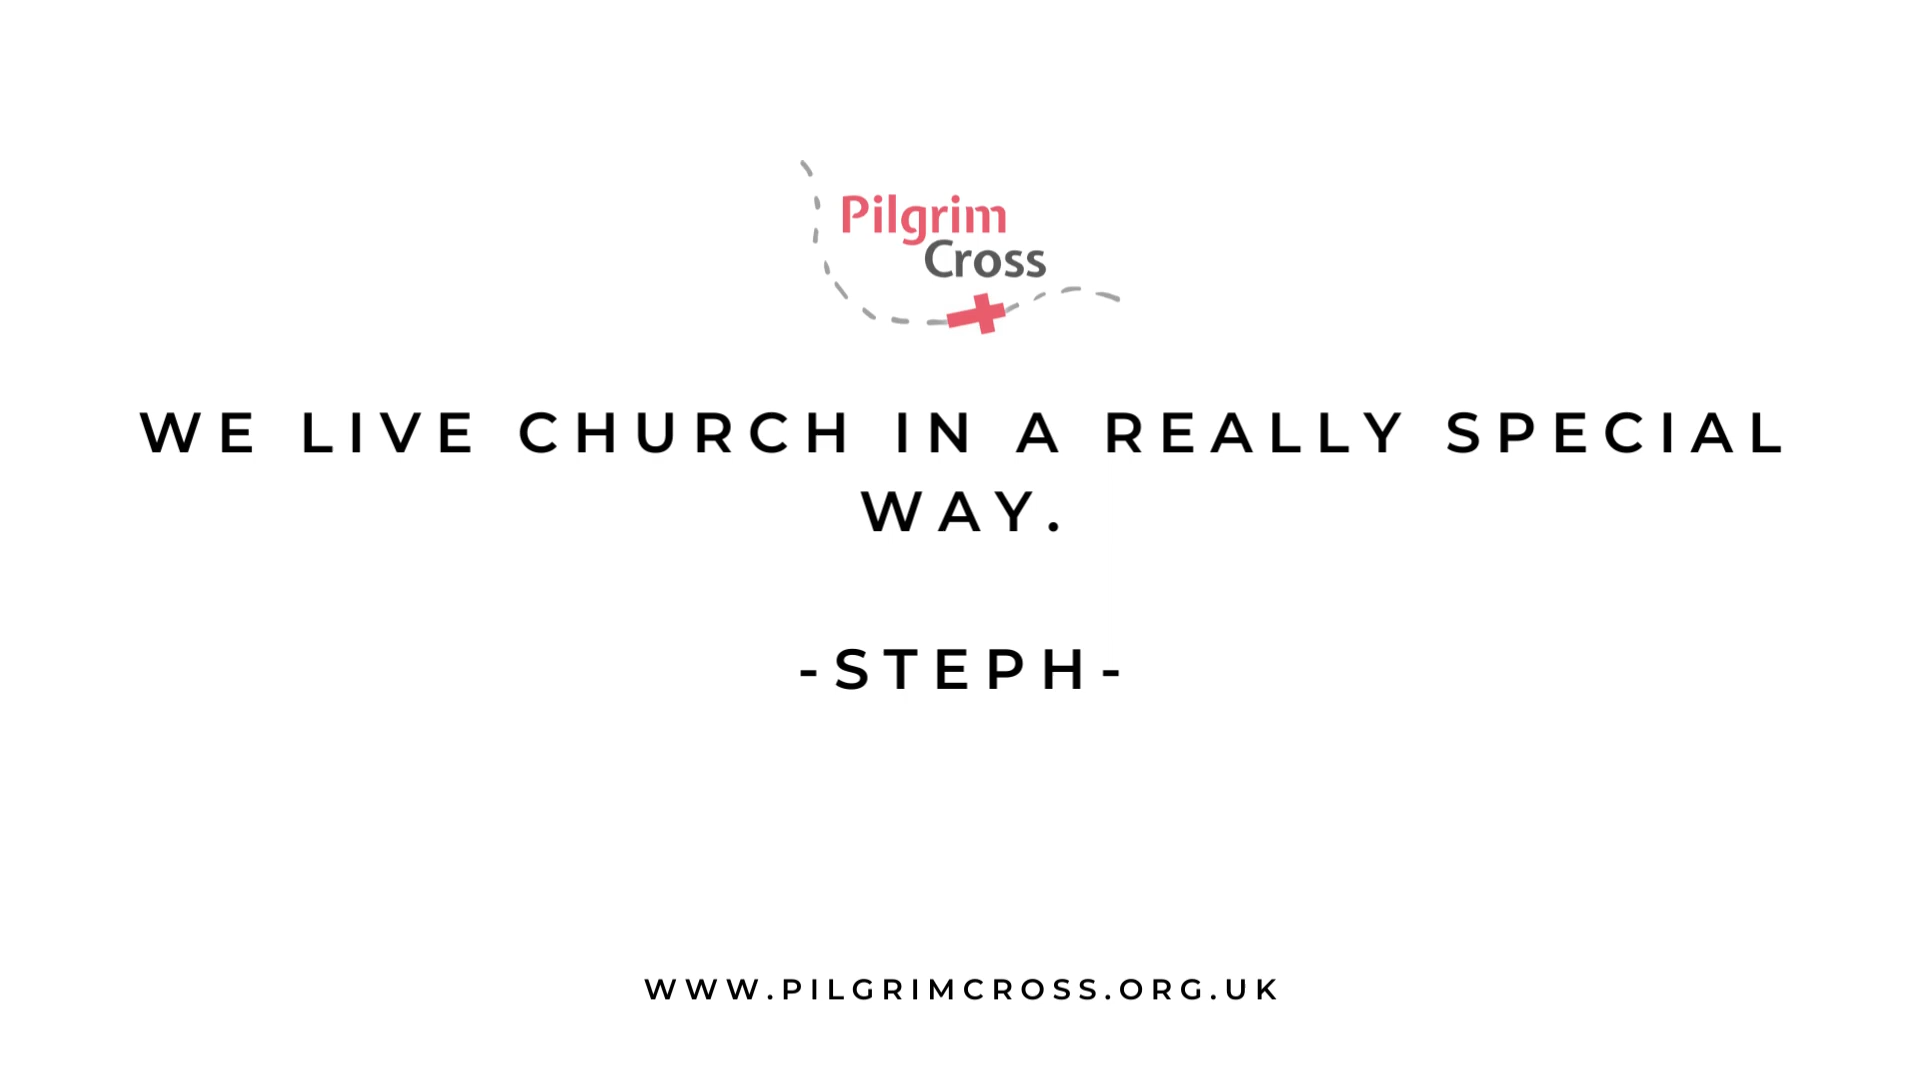 Pilgrim
Cross
WE LIVE CHURCH IN A REALLY SPECIAL
WAY.
-STEPH-
WWW.PILGRIMCROSS.ORG.UK